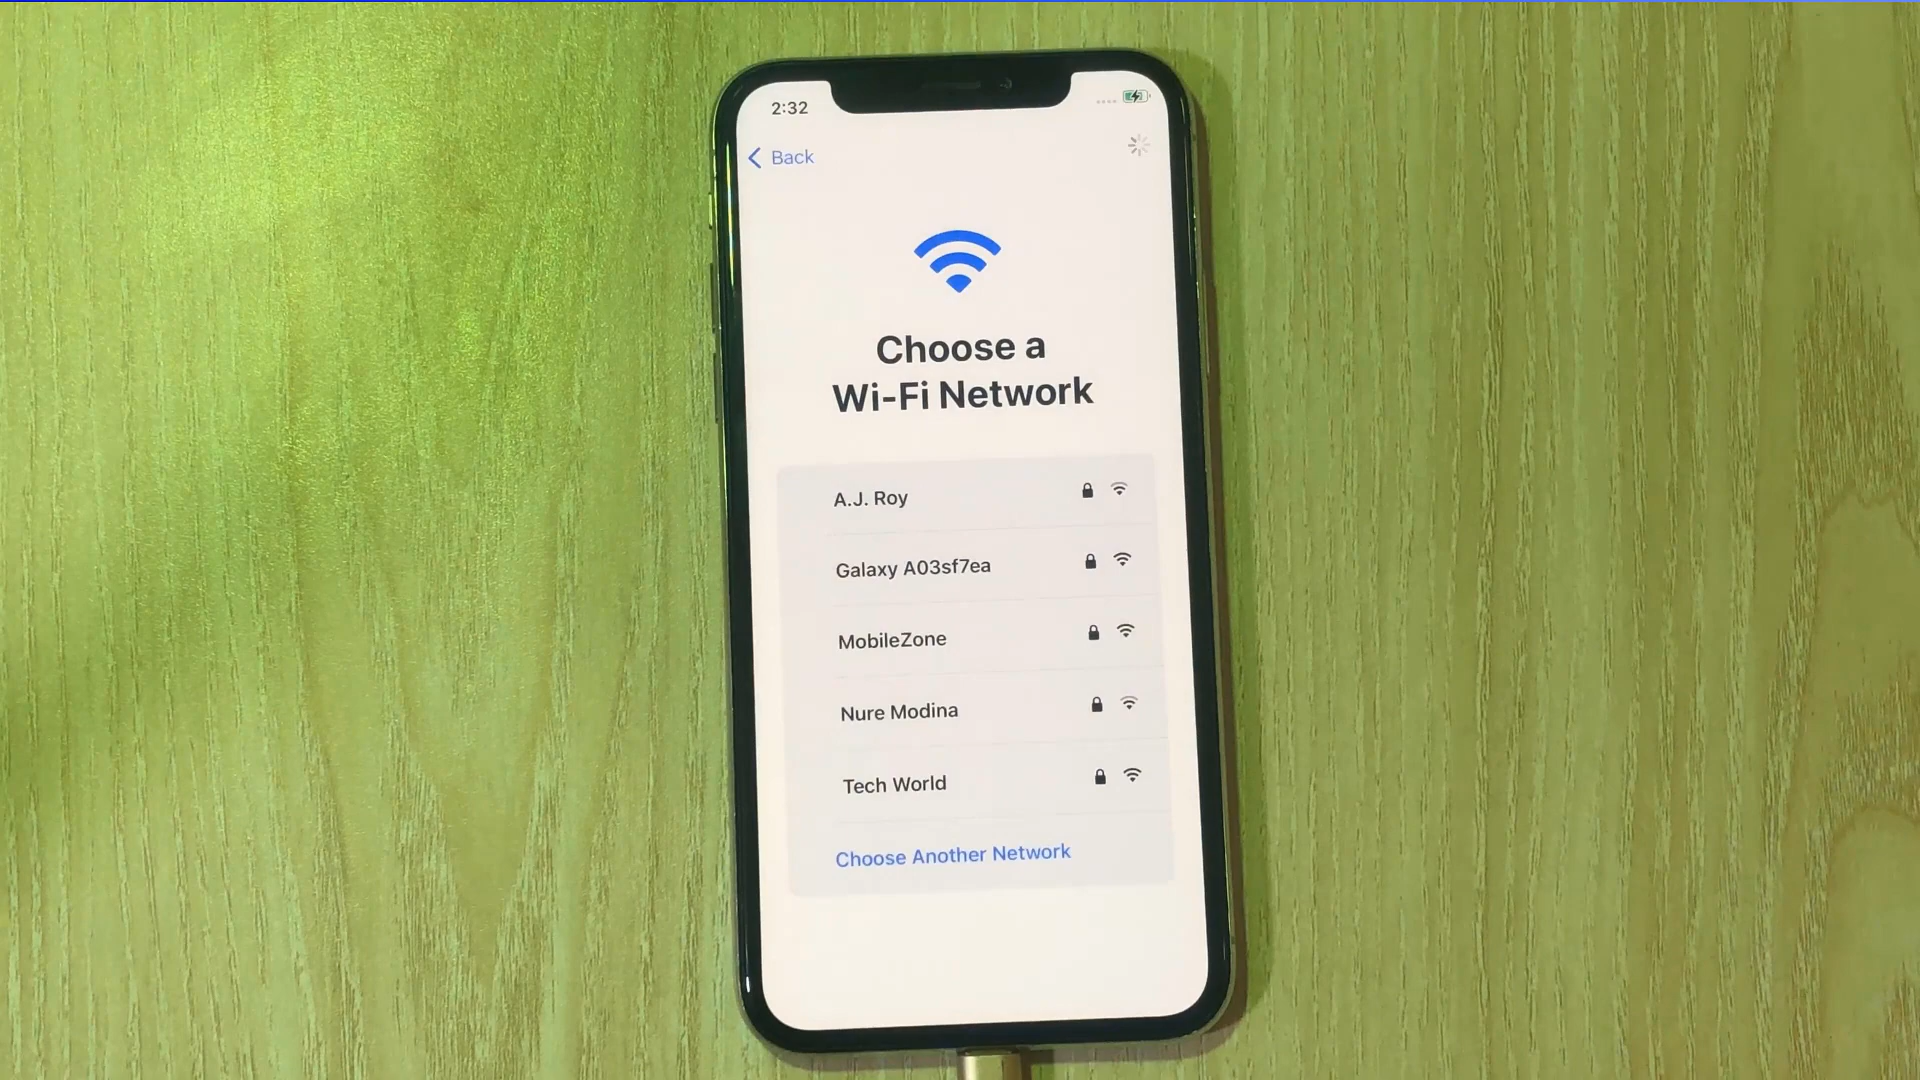 2:32
Back
Choose a
Wi-Fi Network
A.J. Roy
Galaxy A03sf7ea
MobileZone
Nure Modina
Tech World
Choose Another Network